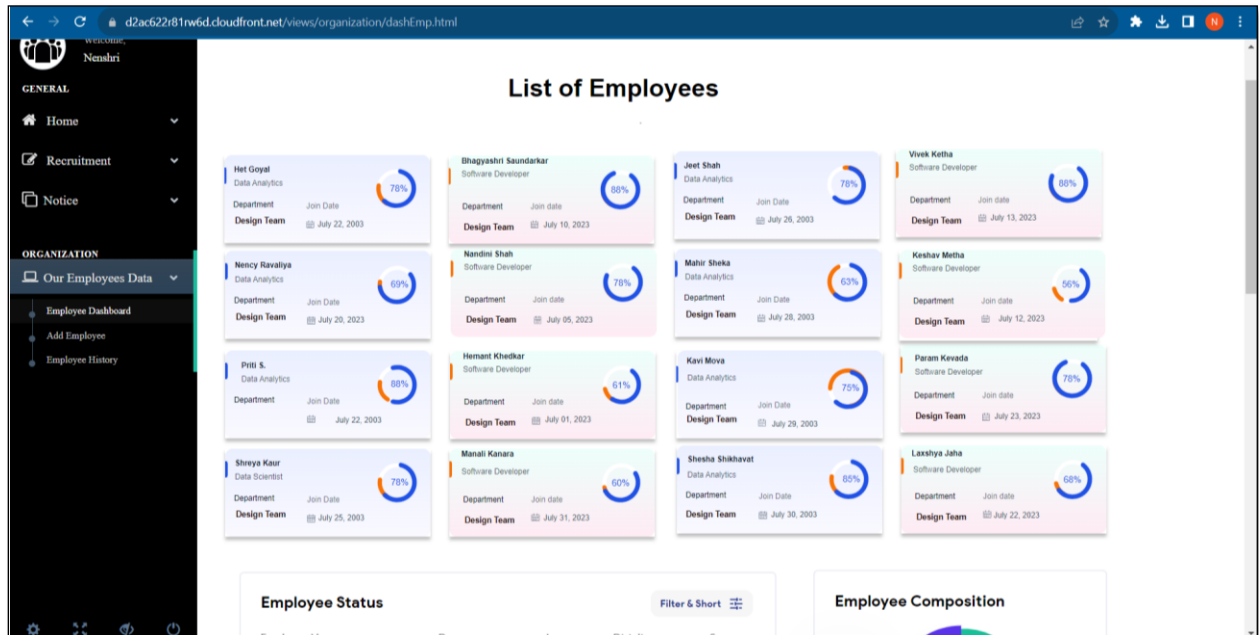 d2ac622r81rw6d.cloudfront.net/views/organization/dashEmp.html
N
Welcome,
Nenshri
GENERAL
Home
Recruitment
Notice
ORGANIZATION
Our Employees Data
Employee Dashboard
Add Employee
Employee History
List of Employees
Het Goyal
Data Analytics
78%
Department Join Date
Design Team July 22, 2003
Bhagyashri Saundarkar
Software Developer
88%
Department Join date
Design Team July 10, 2023
Jeet Shah
Data Analytics
78%
Department Join Date
Design Team July 26, 2003
Vivek Ketha
Software Developer
88%
Department Join date
Design Team July 13, 2023
Nency Ravaliya
Data Analytics
69%
Department Join Date
Design Team July 20, 2023
Nandini Shah
Software Developer
78%
Department Join date
Design Team July 05, 2023
Mahir Sheka
Data Analytics
63%
Department Join Date
Design Team July 28, 2003
Keshav Metha
Software Developer
56%
Department Join date
Design Team July 12, 2023
Priti S.
Data Analytics
88%
Department Join Date
July 22, 2003
Hemant Khedkar
Software Developer
61%
Department Join date
Design Team July 01, 2023
Kavi Mova
Data Analytics
75%
Department Join Date
Design Team July 29, 2003
Param Kevada
Software Developer
78%
Department Join date
Design Team July 23, 2023
Shreya Kaur
Data Scientist
78%
Department Join Date
Design Team July 25, 2003
Manali Kanara
Software Developer
60%
Department Join date
Design Team July 31, 2023
Shesha Shikhavat
Data Analytics
85%
Department Join Date
Design Team July 30, 2003
Laxshya Jaha
Software Developer
68%
Department Join date
Design Team July 22, 2023
Employee Status
Filter & Short
Employee Composition